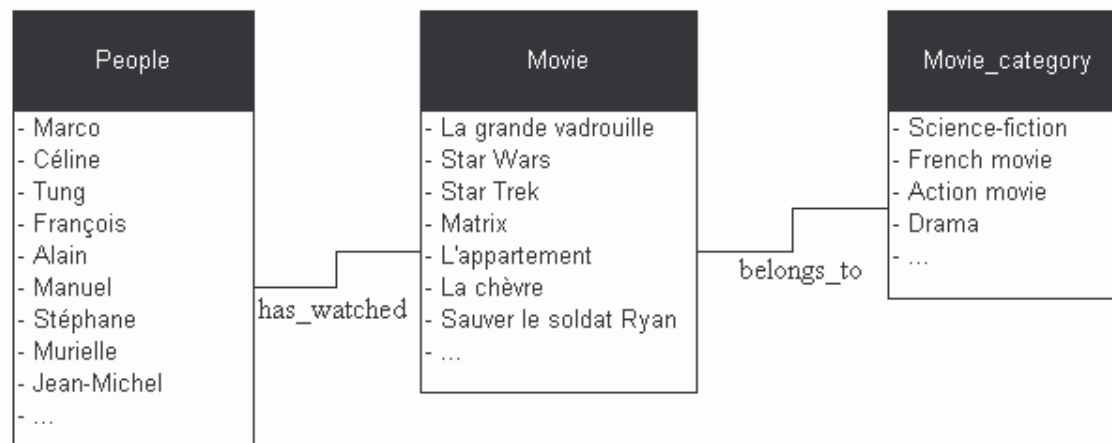 People
- Marco
- Céline
- Tung
- François
- Alain
- Manuel
- Stéphane
- Murielle
- Jean-Michel
- ...
has_watched
Movie
- La grande vadrouille
- Star Wars
- Star Trek
- Matrix
- L'appartement
- La chèvre
- Sauver le soldat Ryan
- ...
belongs_to
Movie_category
- Science-fiction
- French movie
- Action movie
- Drama
- ...